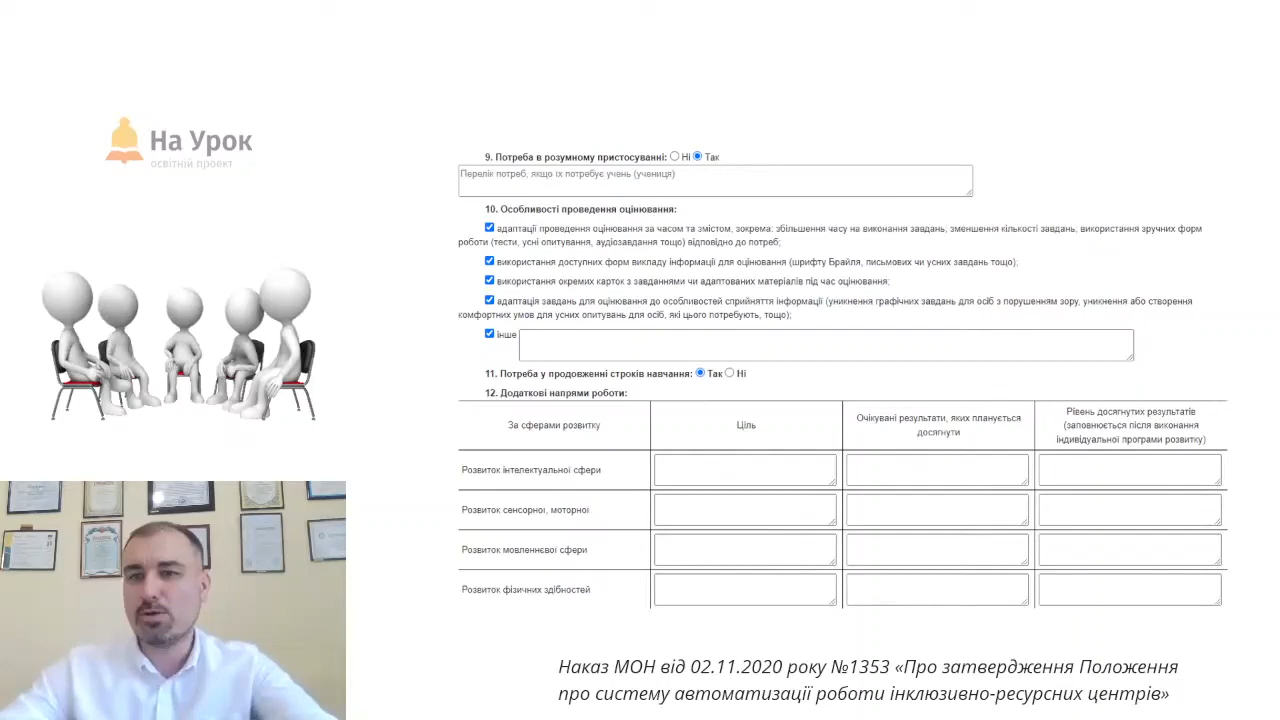 На Урок
освітній проект
9. Потреба в розумному пристосуванні: Ні Так
Перелік потреб, якщо їх потребує учень (учениця)
10. Особливості проведення оцінювання:
адаптації проведення оцінювання за часом та змістом, зокрема: збільшення часу на виконання завдань, зменшення кількості завдань, використання зручних форм
роботи (тести, усні опитування, аудіозавдання тощо) відповідно до потреб;
використання доступних форм викладу інформації для оцінювання (шрифту Брайля, письмових чи усних завдань тощо);
використання окремих карток з завданнями чи адаптованих матеріалів під час оцінювання;
адаптація завдань для оцінювання до особливостей сприйняття інформації (уникнення графічних завдань для осіб з порушенням зору, уникнення або створення
комфортних умов для усних опитувань для осіб, які цього потребують, тощо);
інше
11. Потреба у продовженні строків навчання: Так Ні
12. Додаткові напрями роботи:
За сферами розвитку
Ціль
Очікувані результати, яких планується
досягнути
Рівень досягнутих результатів
(заповнюється після виконання
індивідуальної програми розвитку)
Розвиток інтелектуальної сфери
Розвиток сенсорної, моторної
Розвиток мовленнєвої сфери
Розвиток фізичних здібностей
Наказ МОН від 02.11.2020 року №1353 «Про затвердження Положення
про систему автоматизації роботи інклюзивно-ресурсних центрів»